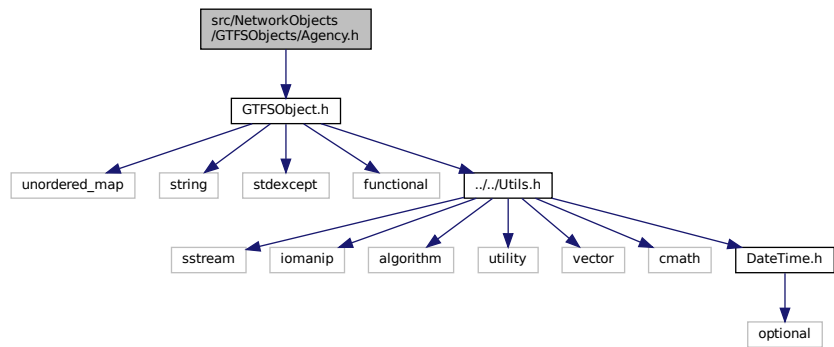 src/NetworkObjects
/GTFSObjects/Agency.h
GTFSObject.h
unordered_map
string
stdexcept
functional
../../Utils.h
sstream
iomanip
algorithm
utility
vector
cmath
DateTime.h
optional